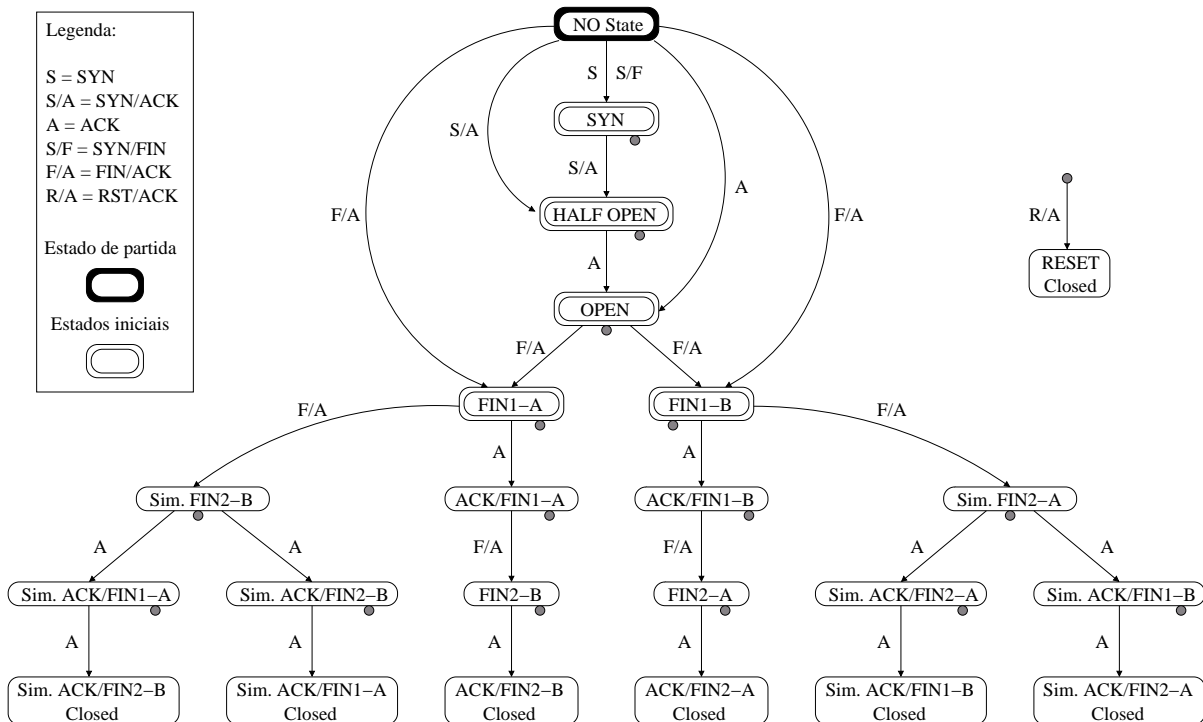 Legenda:
S = SYN
S/A = SYN/ACK
A = ACK
S/F = SYN/FIN
F/A = FIN/ACK
R/A = RST/ACK
Estado de partida
Estados iniciais
NO State
S S/F
SYN
S/A
S/A
A
F/A
F/A
HALF OPEN
A
OPEN
R/A
RESET
Closed
F/A F/A
FIN1−A FIN1−B
F/A F/A
A A
Sim. FIN2−B ACK/FIN1−A ACK/FIN1−B Sim. FIN2−A
A A F/A F/A A A
Sim. ACK/FIN1−A Sim. ACK/FIN2−B FIN2−B FIN2−A Sim. ACK/FIN2−A Sim. ACK/FIN1−B
A A A A A A
Sim. ACK/FIN2−B Sim. ACK/FIN1−A ACK/FIN2−B ACK/FIN2−A Sim. ACK/FIN1−B Sim. ACK/FIN2−A
Closed Closed Closed Closed Closed Closed